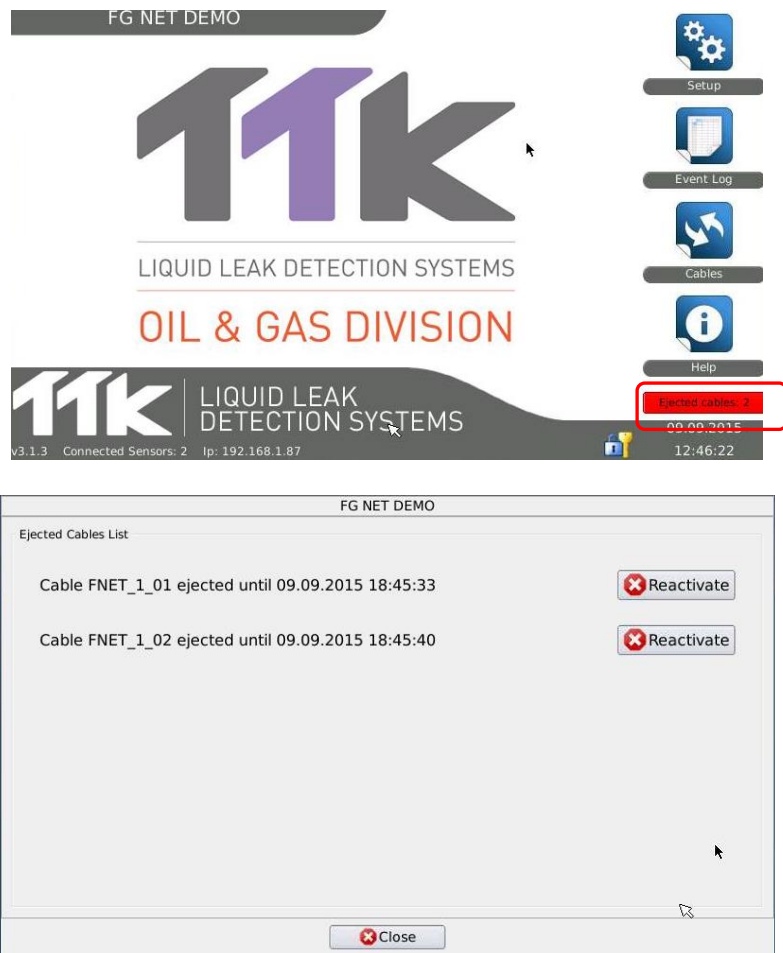 FG NET DEMO
TTK
LIQUID LEAK DETECTION SYSTEMS
OIL & GAS DIVISION
Setup
Event Log
Cables
Help
Ejected cables: 2
TTK
LIQUID LEAK
DETECTION SYSTEMS
09.09.2015
12:46:22
v3.1.3 Connected Sensors: 2 Ip: 192.168.1.87
FG NET DEMO
Ejected Cables List
Cable FNET_1_01 ejected until 09.09.2015 18:45:33 Reactivate
Cable FNET_1_02 ejected until 09.09.2015 18:45:40 Reactivate
Close